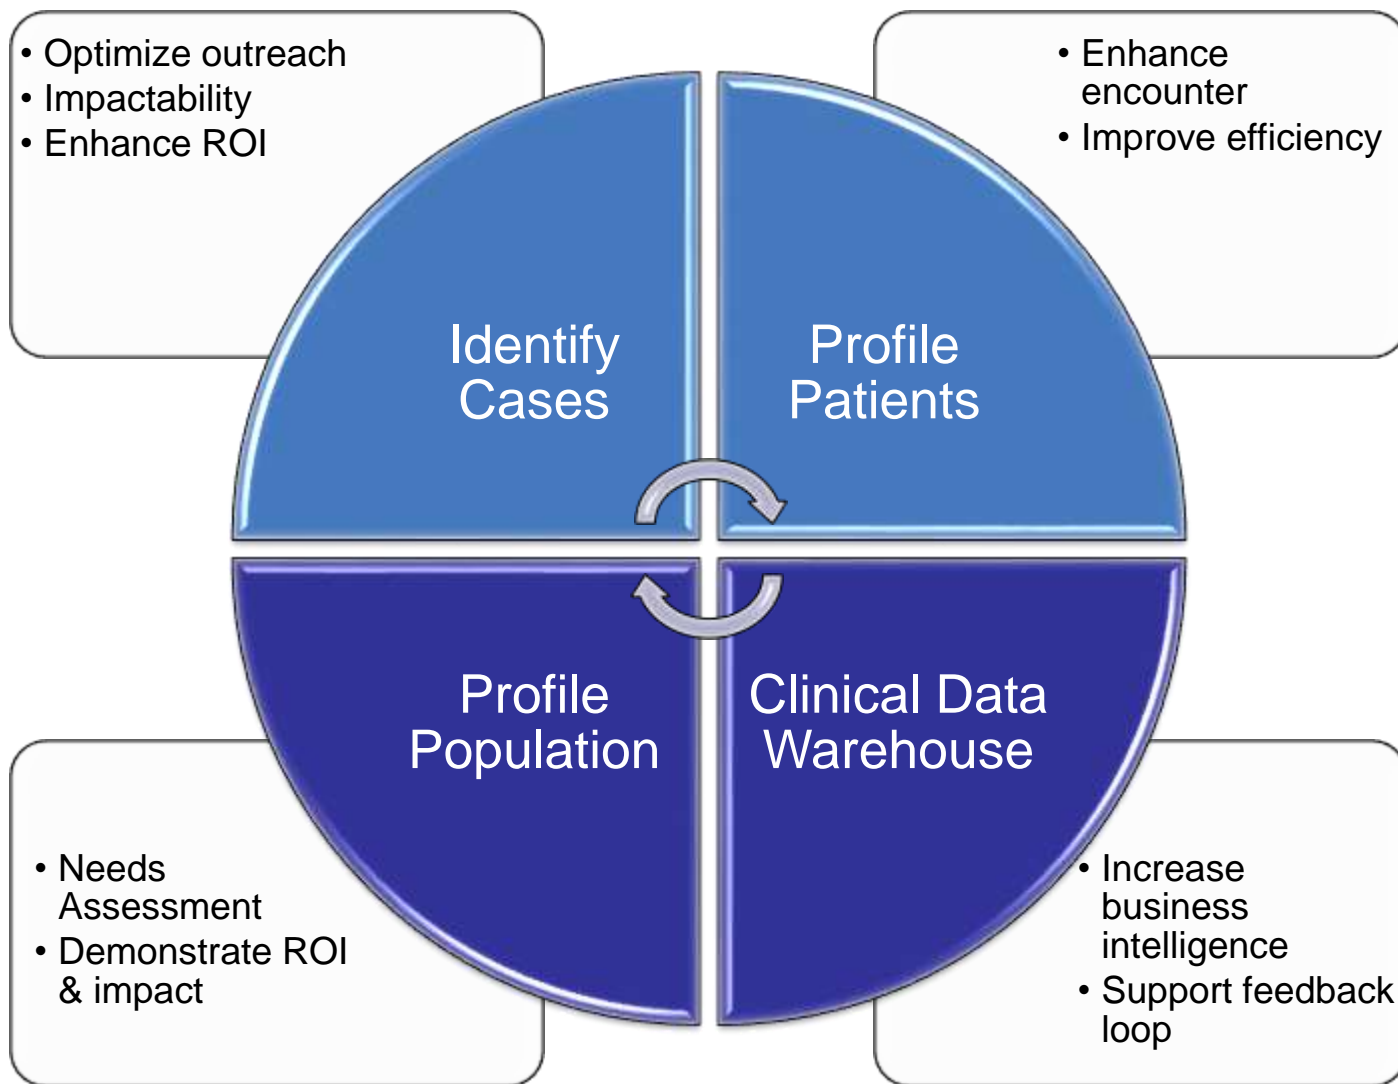 • Optimize outreach
• Impactability
• Enhance ROI
• Enhance
encounter
• Improve efficiency
Identify
Cases
Profile
Patients
Profile
Population
Clinical Data
Warehouse
• Needs
Assessment
• Demonstrate ROI
& impact
• Increase
business
intelligence
• Support feedback
loop